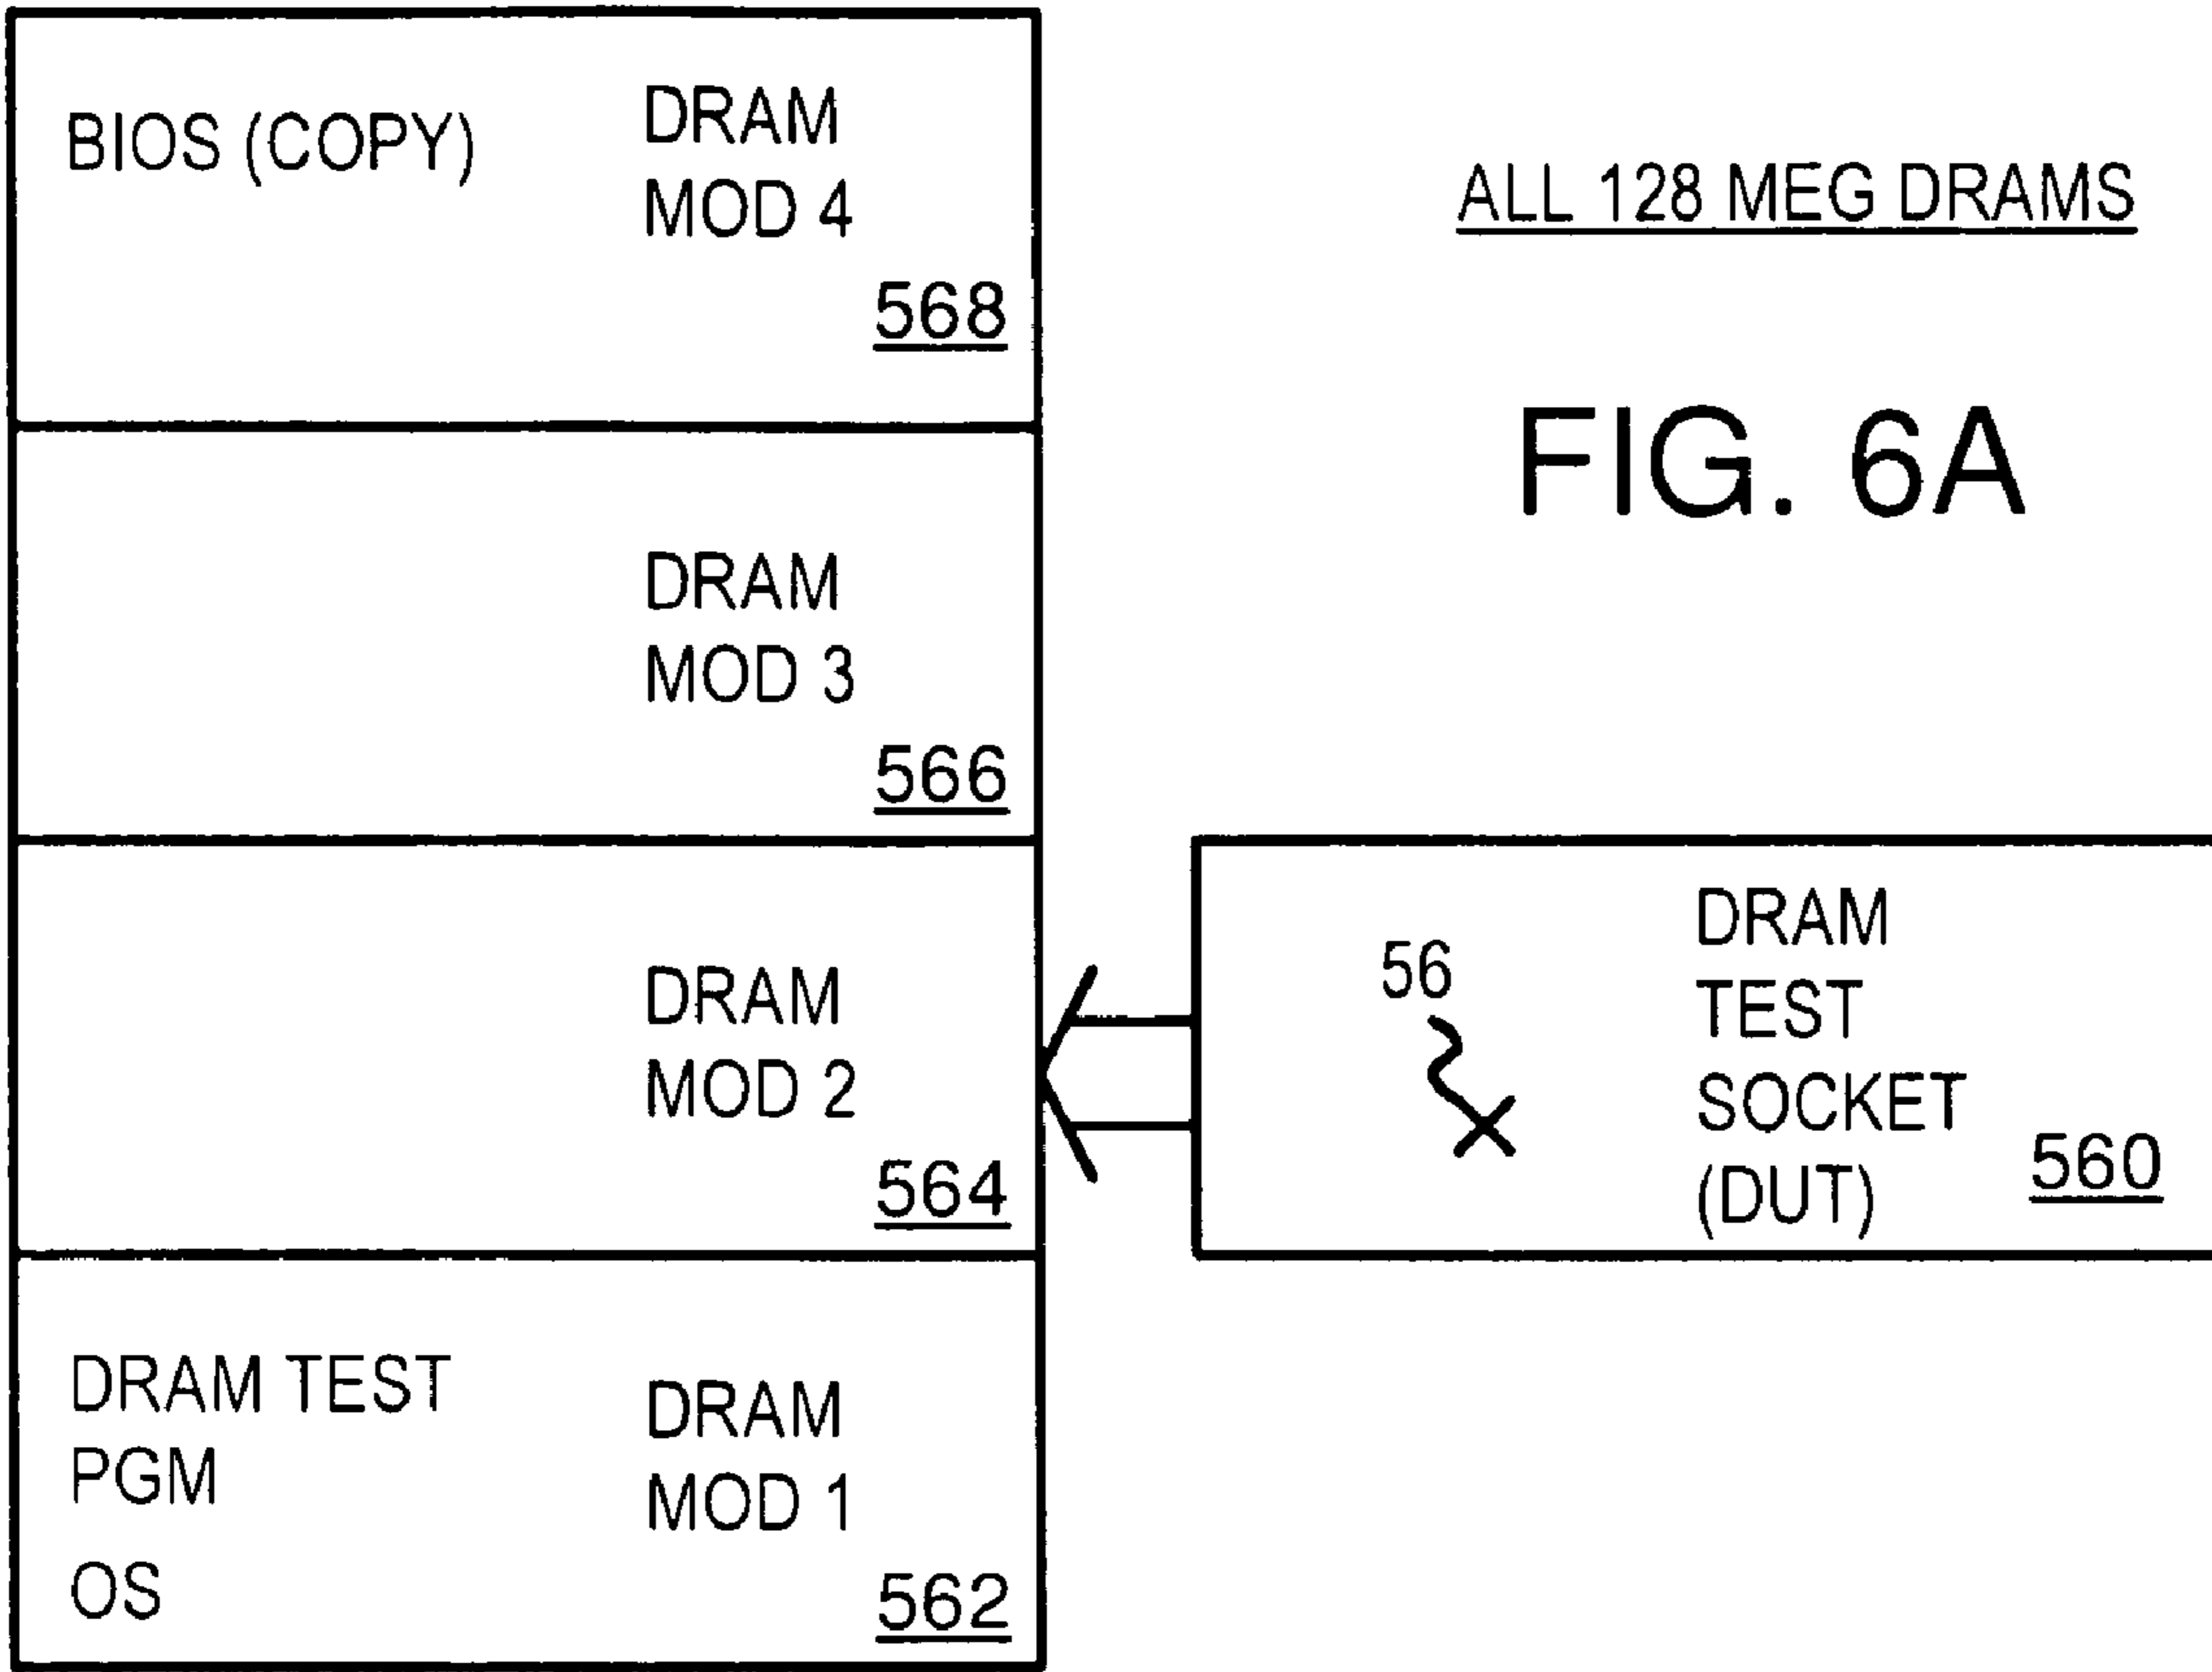 BIOS (COPY)
DRAM
MOD 4
568
ALL 128 MEG DRAMS
FIG. 6A
DRAM
MOD 3
566
DRAM
MOD 2
564
56
DRAM
TEST
SOCKET
(DUT)
560
DRAM TEST
PGM
OS
DRAM
MOD 1
562